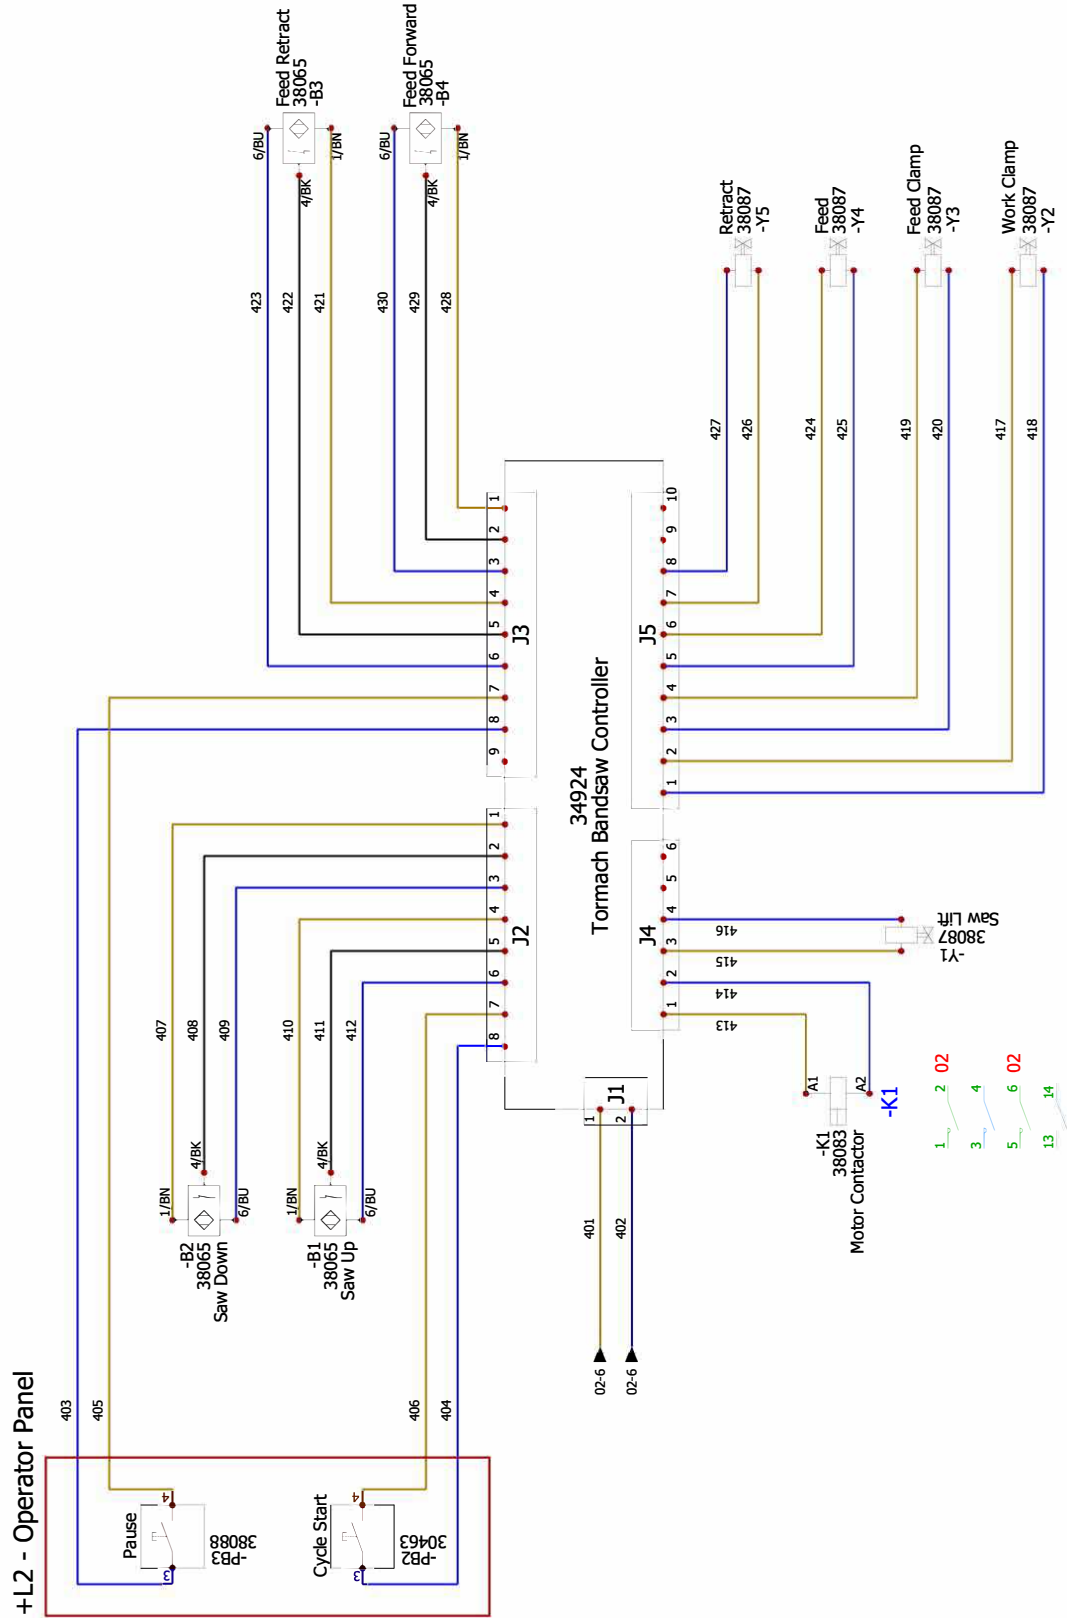 +L2 - Operator Panel
Pause
-PB3
38088
3
4
Cycle Start
-PB2
30463
3
4
403
405
406
404
-B2
38065
Saw Down
1/BN
4/BK
6/BU
-B1
38065
Saw Up
1/BN
4/BK
6/BU
407
408
409
410
411
412
02-6
02-6
401
402
J1
1
2
J2
8
7
6
5
4
3
2
1
J3
9
8
7
6
5
4
3
2
1
34924
Tormach Bandsaw Controller
J4
1
2
3
4
5
6
J5
1
2
3
4
5
6
7
8
9
10
423
422
421
6/BU
4/BK
1/BN
Feed Retract
38065
-B3
430
429
428
6/BU
4/BK
1/BN
Feed Forward
38065
-B4
427
426
Retract
38087
-Y5
424
425
Feed
38087
-Y4
419
420
Feed Clamp
38087
-Y3
417
418
Work Clamp
38087
-Y2
413
414
415
416
-Y1
38087
Saw Lift
A1
A2
-K1
38083
Motor Contactor
-K1
1 2 02
3 4
5 6 02
13 14